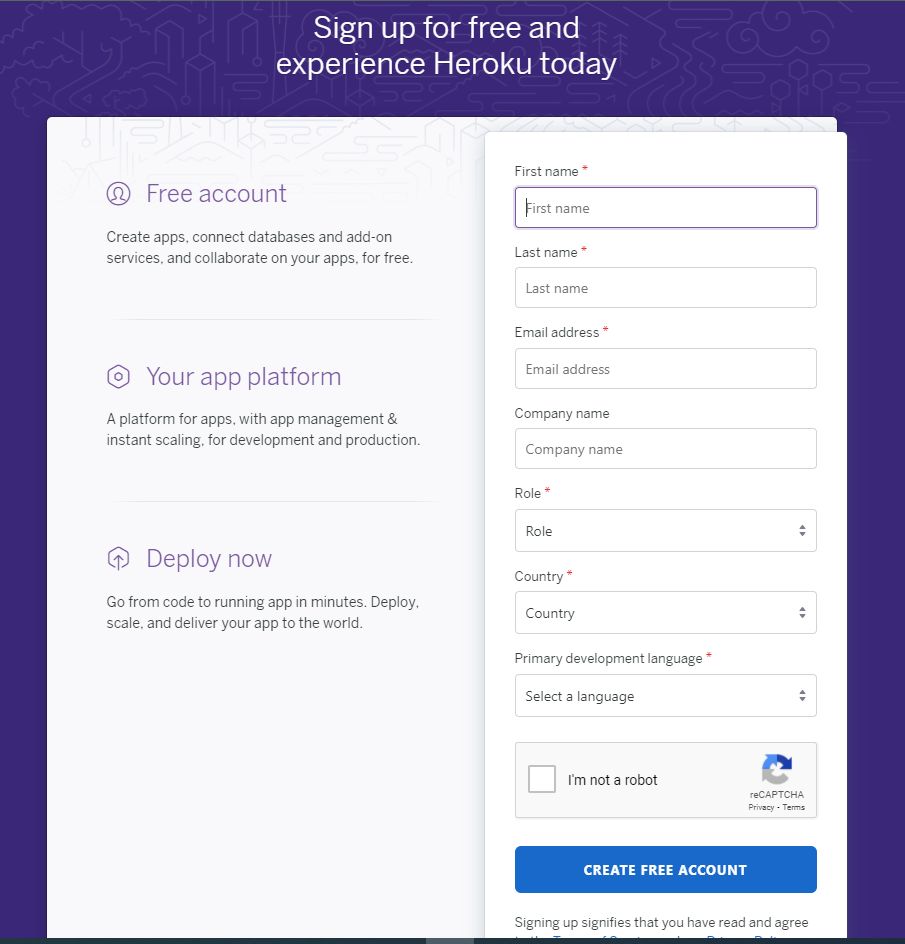 Sign up for free and
experience Heroku today
Free account
Create apps, connect databases and add-on
services, and collaborate on your apps, for free.
Your app platform
A platform for apps, with app management &
instant scaling, for development and production.
Deploy now
Go from code to running app in minutes. Deploy,
scale, and deliver your app to the world.
First name *
First name
Last name *
Last name
Email address *
Email address
Company name
Company name
Role *
Role
Country *
Country
Primary development language *
Select a language
I'm not a robot
reCAPTCHA
Privacy - Terms
CREATE FREE ACCOUNT
Signing up signifies that you have read and agree